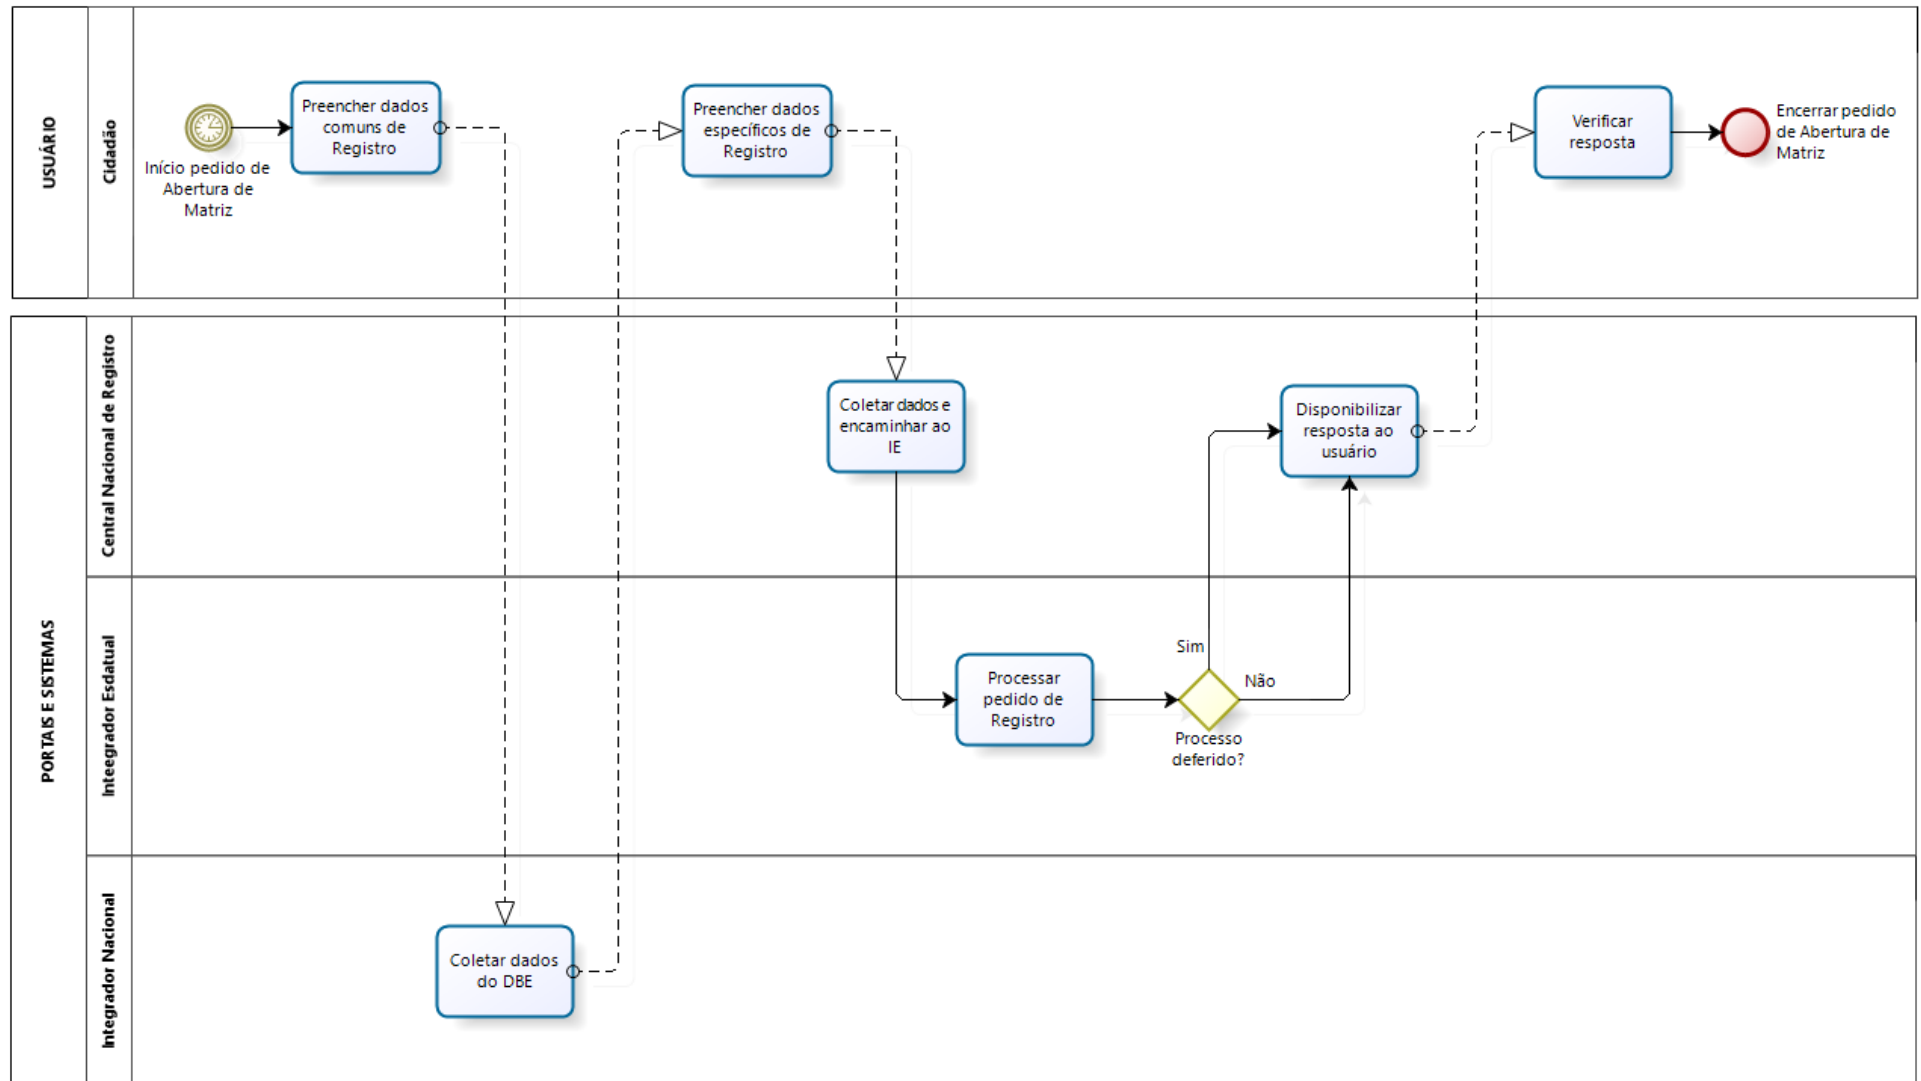 USUÁRIO
Cidadão
Início pedido de
Abertura de
Matriz
Preencher dados
comuns de
Registro
Preencher dados
específicos de
Registro
Verificar
resposta
Encerrar pedido
de Abertura de
Matriz
PORTAIS E SISTEMAS
Central Nacional de Registro
Coletar dados e
encaminhar ao
IE
Disponibilizar
resposta ao
usuário
Inteegrador Esdatual
Processar
pedido de
Registro
Sim
Não
Processo
deferido?
Integrador Nacional
Coletar dados
do DBE